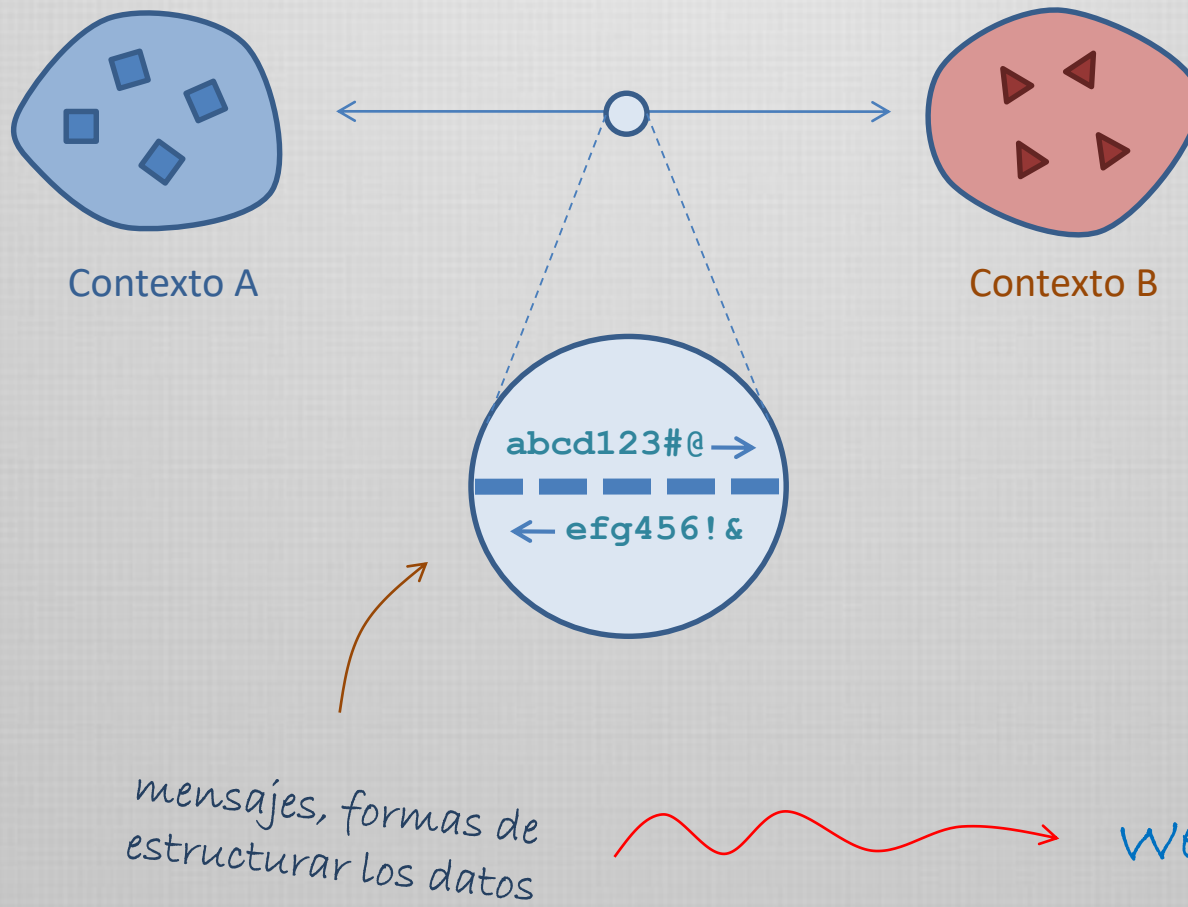 Contexto A
Contexto B
abcd123#@
efg456!&
mensajes, formas de
estructurar los datos